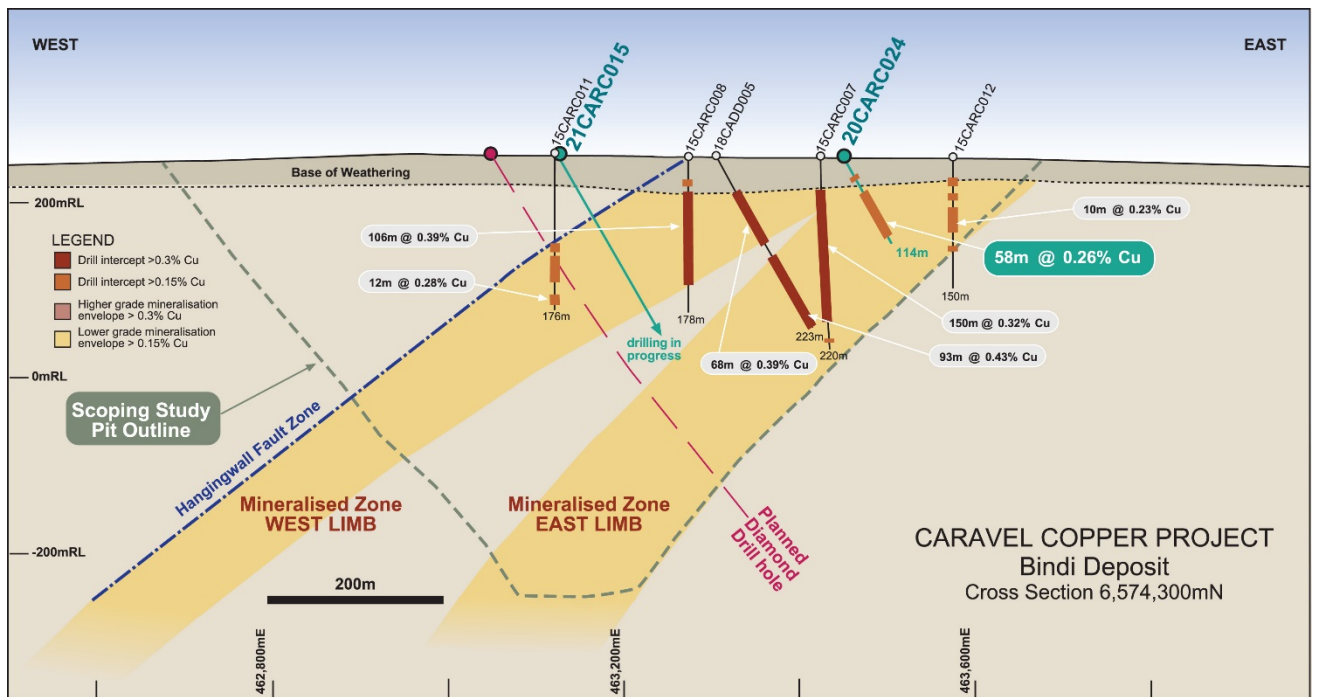 WEST
EAST
15CARC011
21CARC015
15CARC008
18CADD005
15CARC007
20CARC024
15CARC012
Base of Weathering
200mRL
LEGEND
Drill intercept >0.3% Cu
Drill intercept >0.15% Cu
Higher grade mineralisation
envelope > 0.3% Cu
Lower grade mineralisation
envelope > 0.15% Cu
106m @ 0.39% Cu
12m @ 0.28% Cu
10m @ 0.23% Cu
58m @ 0.26% Cu
114m
150m
176m
178m
drilling in
progress
223m
220m
150m @ 0.32% Cu
68m @ 0.39% Cu
93m @ 0.43% Cu
0mRL
Scoping Study
Pit Outline
Hangingwall Fault Zone
Mineralised Zone
WEST LIMB
Mineralised Zone
EAST LIMB
Planned
Diamond
Drill hole
-200mRL
200m
CARAVEL COPPER PROJECT
Bindi Deposit
Cross Section 6,574,300mN
462,800mE
463,200mE
463,600mE